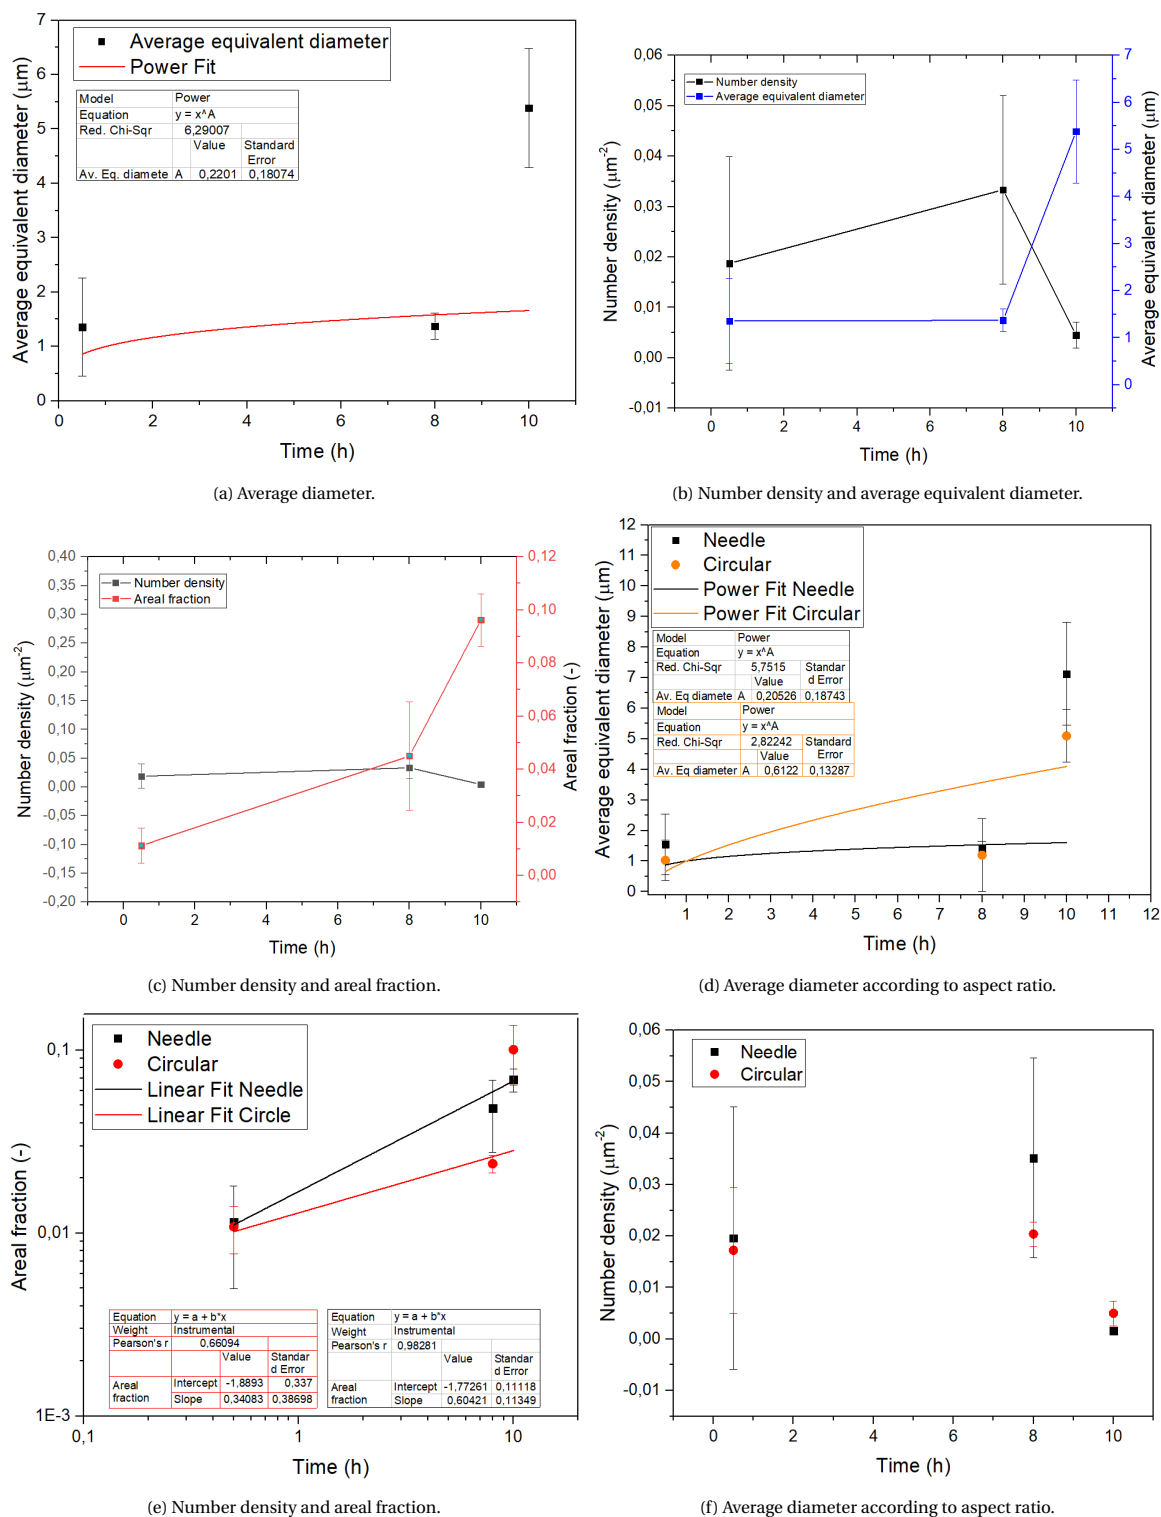 7
6
5
4
3
2
1
0
Average equivalent diameter (μm)
Average equivalent diameter
Power Fit
Model Power
Equation y = x^A
Red. Chi-Sqr 6,29007
Value Standard Error
Av. Eq. diamete A 0,2201 0,18074
0 2 4 6 8 10
Time (h)
(a) Average diameter.
0,06
0,05
0,04
0,03
0,02
0,01
0,00
-0,01
Number density (μm-2)
Number density
Average equivalent diameter
7
6
5
4
3
2
1
0
Average equivalent diameter (μm)
0 2 4 6 8 10
Time (h)
(b) Number density and average equivalent diameter.
0,40
0,35
0,30
0,25
0,20
0,15
0,10
0,05
0,00
-0,05
-0,10
-0,15
-0,20
Number density (μm-2)
Number density
Areal fraction
0,12
0,10
0,08
0,06
0,04
0,02
0,00
Areal fraction (-)
0 2 4 6 8 10
Time (h)
(c) Number density and areal fraction.
12
11
10
9
8
7
6
5
4
3
2
1
0
Average equivalent diameter (μm)
Needle
Circular
Power Fit Needle
Power Fit Circular
Model Power
Equation y = x^A
Red. Chi-Sqr 5,7515 Standar d Error
Value
Av. Eq diamete A 0,20526 0,18743
Model Power
Equation y = x^A
Red. Chi-Sqr 2,82242 Standard Error
Value
Av. Eq diameter A 0,6122 0,13287
1 2 3 4 5 6 7 8 9 10 11 12
Time (h)
(d) Average diameter according to aspect ratio.
0,1
0,01
1E-3
Areal fraction (-)
Needle
Circular
Linear Fit Needle
Linear Fit Circle
Equation y = a + b*x
Weight Instrumental
Pearson's r 0,66094
Value Standar d Error
Areal fraction
Intercept -1,8893 0,337
Slope 0,34083 0,38698
Equation y = a + b*x
Weight Instrumental
Pearson's r 0,98281
Value Standar d Error
Areal fraction
Intercept -1,77261 0,11118
Slope 0,60421 0,11349
0,1 1 10
Time (h)
(e) Number density and areal fraction.
0,06
0,05
0,04
0,03
0,02
0,01
0,00
-0,01
Number density (μm-2)
Needle
Circular
0 2 4 6 8 10
Time (h)
(f) Average diameter according to aspect ratio.